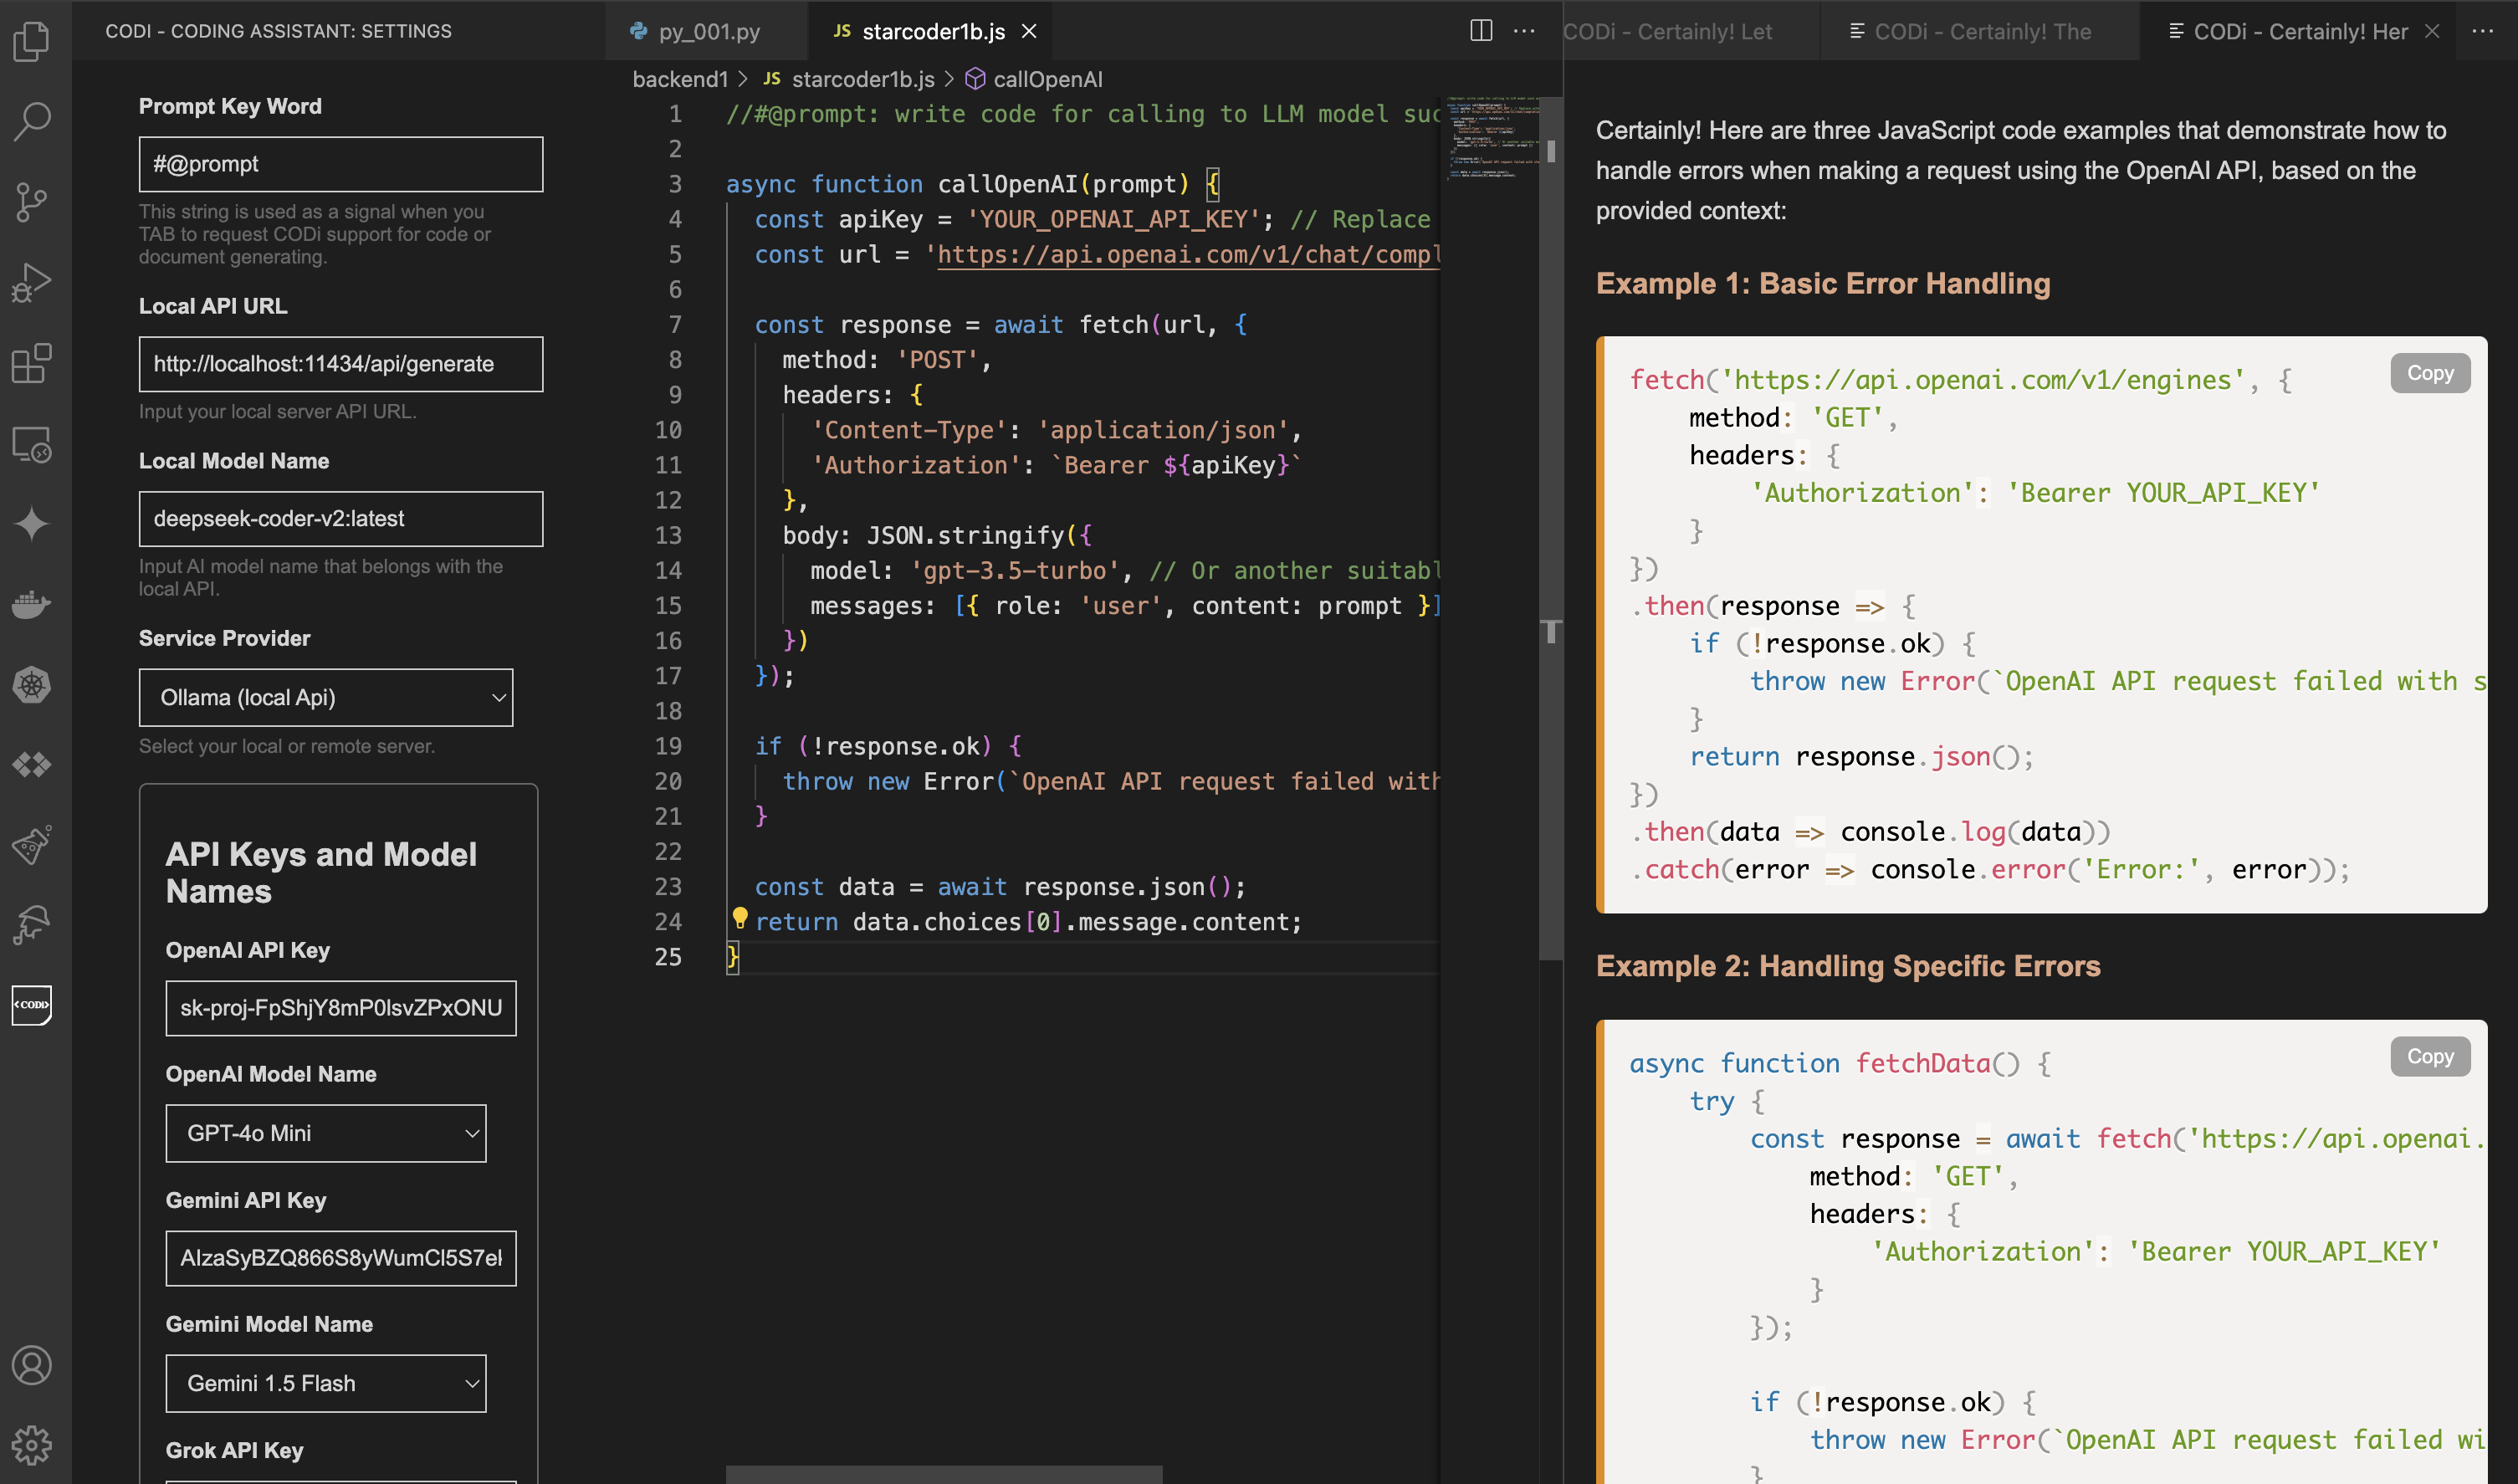 CODI - CODING ASSISTANT: SETTINGS
Prompt Key Word
#@prompt
This string is used as a signal when you
TAB to request CODi support for code or
document generating.
Local API URL
http://localhost:11434/api/generate
Input your local server API URL.
Local Model Name
deepseek-coder-v2:latest
Input AI model name that belongs with the
local API.
Service Provider
Ollama (local Api)
Select your local or remote server.
API Keys and Model
Names
OpenAI API Key
sk-proj-FpShjY8mP0lsvZPxONU
OpenAI Model Name
GPT-4o Mini
Gemini API Key
AIzaSyBZQ866S8yWumCl5S7e
Gemini Model Name
Gemini 1.5 Flash
Grok API Key
<CODi>
py_001.py
JS starcoder1b.js
backend1 > JS starcoder1b.js > callOpenAI
1 //#@prompt: write code for calling to LLM model suc
2
3 async function callOpenAI(prompt) {
4 const apiKey = 'YOUR_OPENAI_API_KEY'; // Replace
5 const url = 'https://api.openai.com/v1/chat/compl
6
7 const response = await fetch(url, {
8 method: 'POST',
9 headers: {
10 'Content-Type': 'application/json',
11 'Authorization': `Bearer ${apiKey}`
12 },
13 body: JSON.stringify({
14 model: 'gpt-3.5-turbo', // Or another suitabl
15 messages: [{ role: 'user', content: prompt }]
16 })
17 });
18
19 if (!response.ok) {
20 throw new Error(`OpenAI API request failed with
21 }
22
23 const data = await response.json();
24 return data.choices[0].message.content;
25 }
CODi - Certainly! Let
CODi - Certainly! The
CODi - Certainly! Her
Certainly! Here are three JavaScript code examples that demonstrate how to
handle errors when making a request using the OpenAI API, based on the
provided context:
Example 1: Basic Error Handling
Copy
fetch('https://api.openai.com/v1/engines', {
method: 'GET',
headers: {
'Authorization': 'Bearer YOUR_API_KEY'
}
})
.then(response => {
if (!response.ok) {
throw new Error(`OpenAI API request failed with s
}
return response.json();
})
.then(data => console.log(data))
.catch(error => console.error('Error:', error));
Example 2: Handling Specific Errors
Copy
async function fetchData() {
try {
const response = await fetch('https://api.openai.
method: 'GET',
headers: {
'Authorization': 'Bearer YOUR_API_KEY'
}
});
if (!response.ok) {
throw new Error(`OpenAI API request failed wi
}